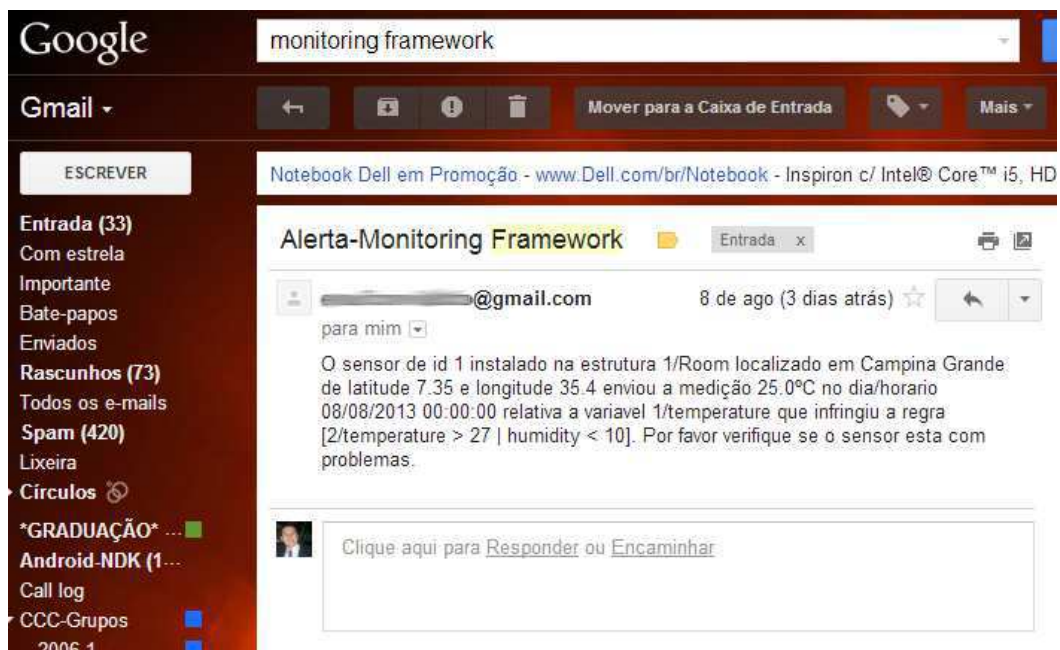 Google
monitoring framework
Gmail
Mover para a Caixa de Entrada
Mais
ESCREVER
Notebook Dell em Promoção - www.Dell.com/br/Notebook - Inspiron c/ Intel® Core™ i5, HD
Entrada (33)
Com estrela
Importante
Bate-papos
Enviados
Rascunhos (73)
Todos os e-mails
Spam (420)
Lixeira
Círculos
*GRADUAÇÃO* ...
Android-NDK (1...
Call log
CCC-Grupos
2006.1
Alerta-Monitoring Framework
Entrada x
@gmail.com
8 de ago (3 dias atrás)
para mim
O sensor de id 1 instalado na estrutura 1/Room localizado em Campina Grande
de latitude 7.35 e longitude 35.4 enviou a medição 25.0ºC no dia/horario
08/08/2013 00:00:00 relativa a variavel 1/temperature que infringiu a regra
[2/temperature > 27 | humidity < 10]. Por favor verifique se o sensor esta com
problemas.
Clique aqui para Responder ou Encaminhar